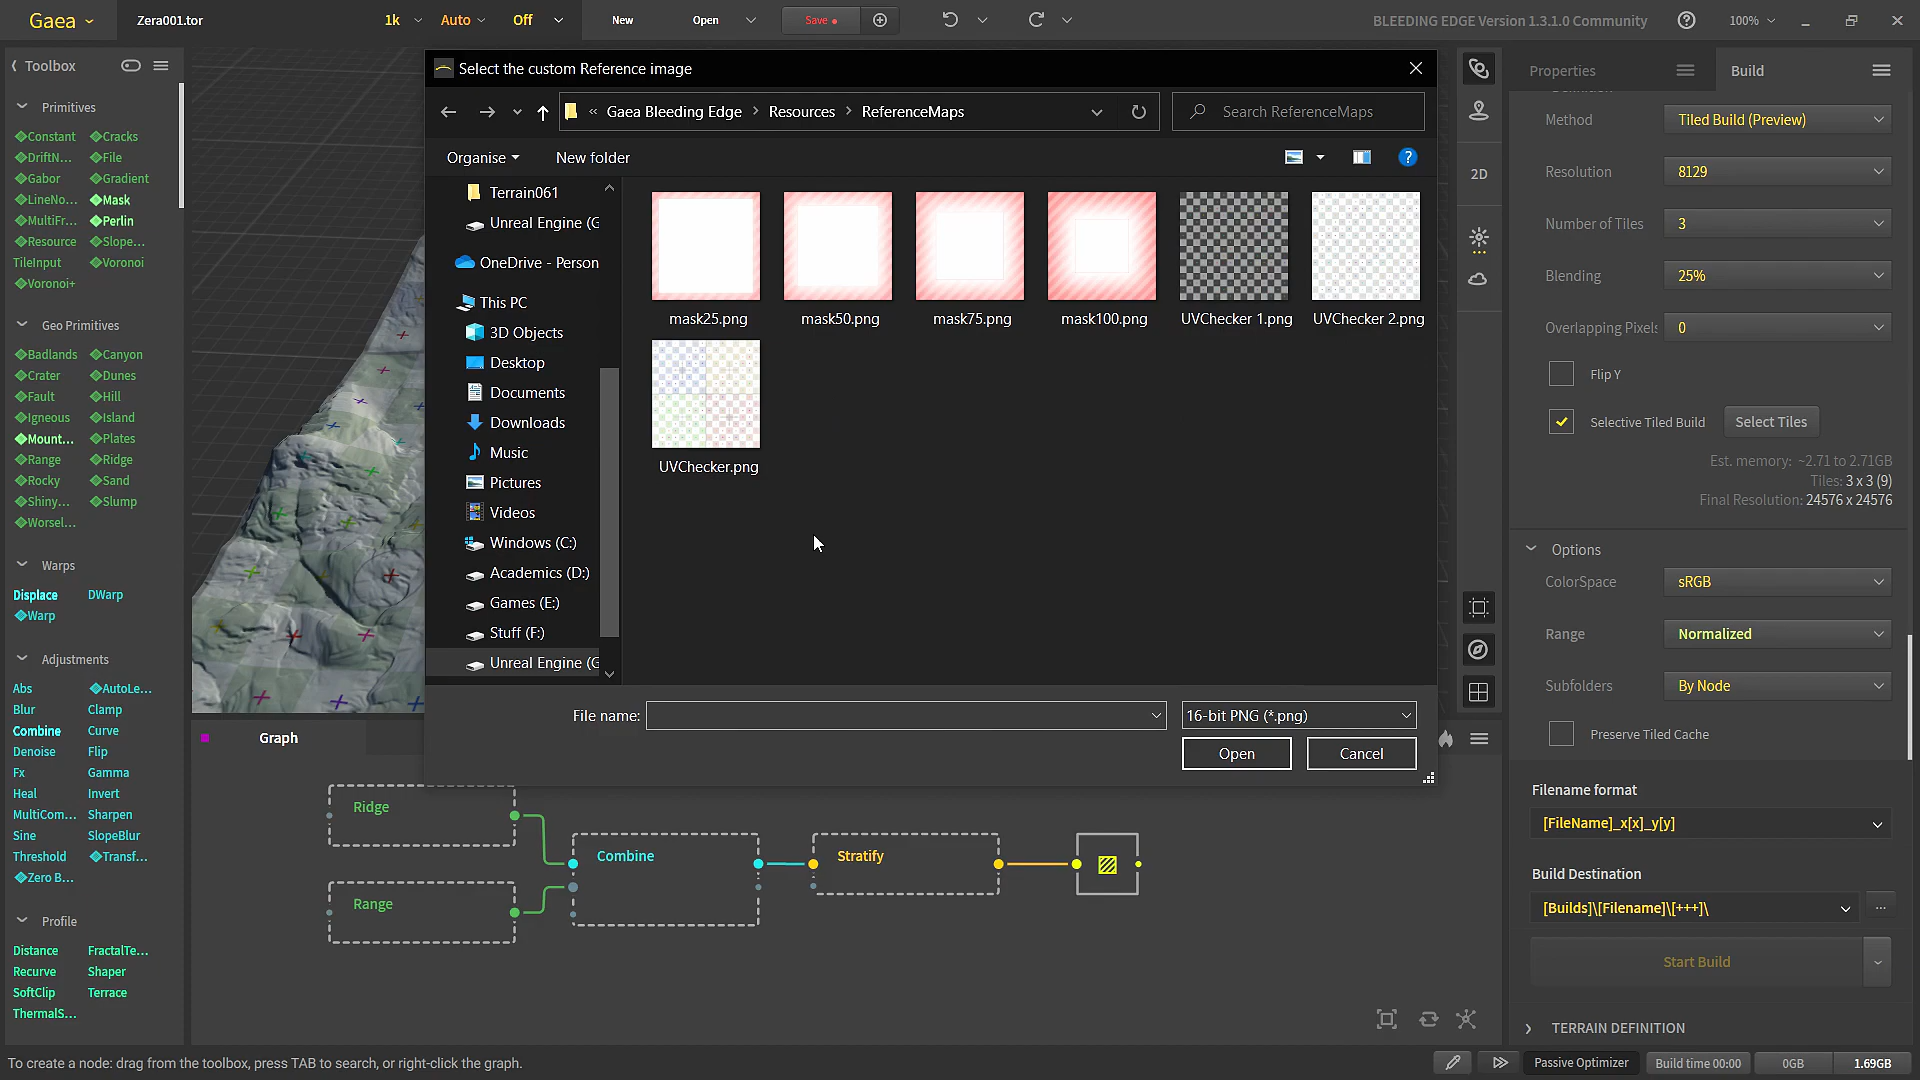 Gaea
Zera001.tor
1k
Auto
Off
New
Open
Save
BLEEDING EDGE Version 1.3.1.0 Community
100%
Toolbox
Primitives
Constant
Cracks
DriftN...
File
Gabor
Gradient
LineNo...
Mask
MultiFr...
Perlin
Resource
Slope...
TileInput
Voronoi
Voronoi+
Geo Primitives
Badlands
Canyon
Crater
Dunes
Fault
Hill
Igneous
Island
Mount...
Plates
Range
Ridge
Rocky
Sand
Shiny...
Slump
Worsel...
Warps
Displace
DWarp
Warp
Adjustments
Abs
AutoLe...
Blur
Clamp
Combine
Curve
Denoise
Flip
Fx
Gamma
Heal
Invert
MultiCom...
Sharpen
Sine
SlopeBlur
Threshold
Transf...
Zero B...
Profile
Distance
FractalTe...
Recurve
Shaper
SoftClip
Terrace
ThermalS...
Select the custom Reference image
« Gaea Bleeding Edge > Resources > ReferenceMaps
Search ReferenceMaps
Organise
New folder
Terrain061
Unreal Engine (G
OneDrive - Person
This PC
3D Objects
Desktop
Documents
Downloads
Music
Pictures
Videos
Windows (C:)
Academics (D:)
Games (E:)
Stuff (F:)
Unreal Engine (G
mask25.png
mask50.png
mask75.png
mask100.png
UVChecker 1.png
UVChecker 2.png
UVChecker.png
File name:
16-bit PNG (*.png)
Open
Cancel
2D
Graph
Ridge
Range
Combine
Stratify
Properties
Build
Method
Tiled Build (Preview)
Resolution
8129
Number of Tiles
3
Blending
25%
Overlapping Pixels
0
Flip Y
Selective Tiled Build
Select Tiles
Est. memory: ~2.71 to 2.71GB
Tiles: 3 x 3 (9)
Final Resolution: 24576 x 24576
Options
ColorSpace
sRGB
Range
Normalized
Subfolders
By Node
Preserve Tiled Cache
Filename format
[FileName]_x[x]_y[y]
Build Destination
[Builds]\[Filename]\[+++]\
...
Start Build
TERRAIN DEFINITION
To create a node: drag from the toolbox, press TAB to search, or right-click the graph.
Passive Optimizer
Build time 00:00
0GB
1.69GB